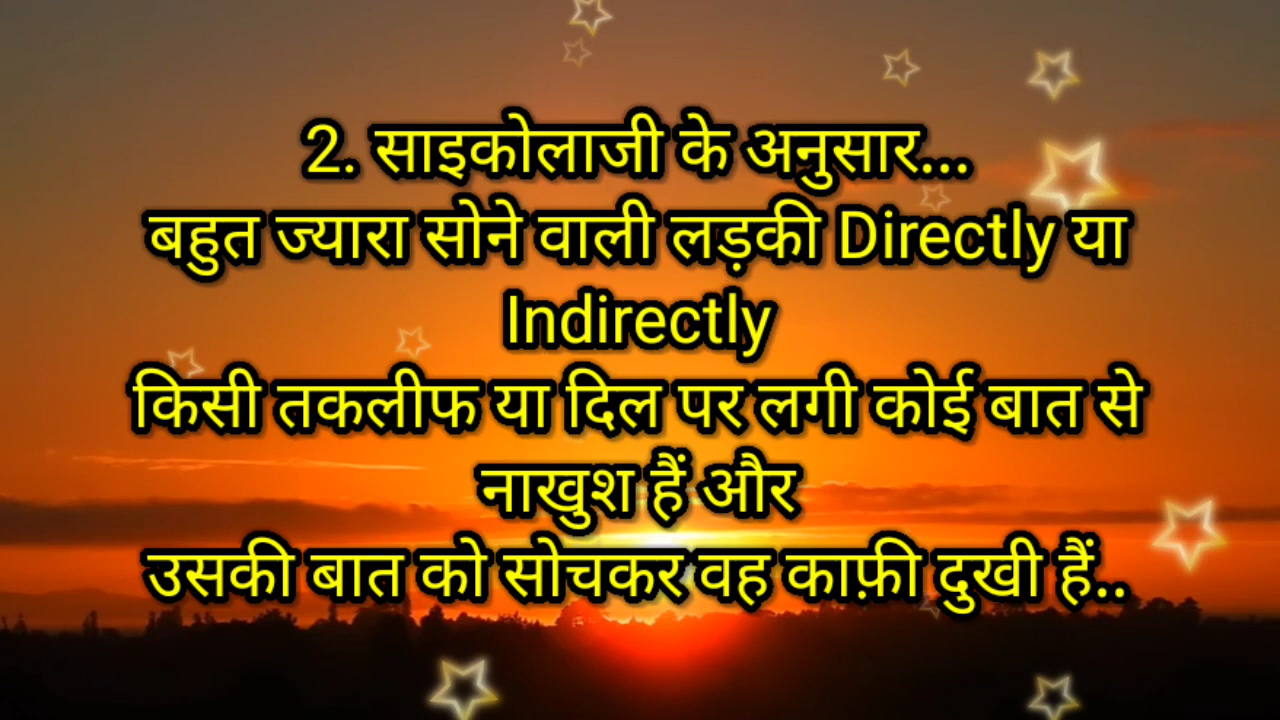 2. साइकोलाजी के अनुसार...
बहुत ज्यारा सोने वाली लड़की Directly या
Indirectly
किसी तकलीफ या दिल पर लगी कोई बात से
नाखुश हैं और
उसकी बात को सोचकर वह काफ़ी दुखी हैं..